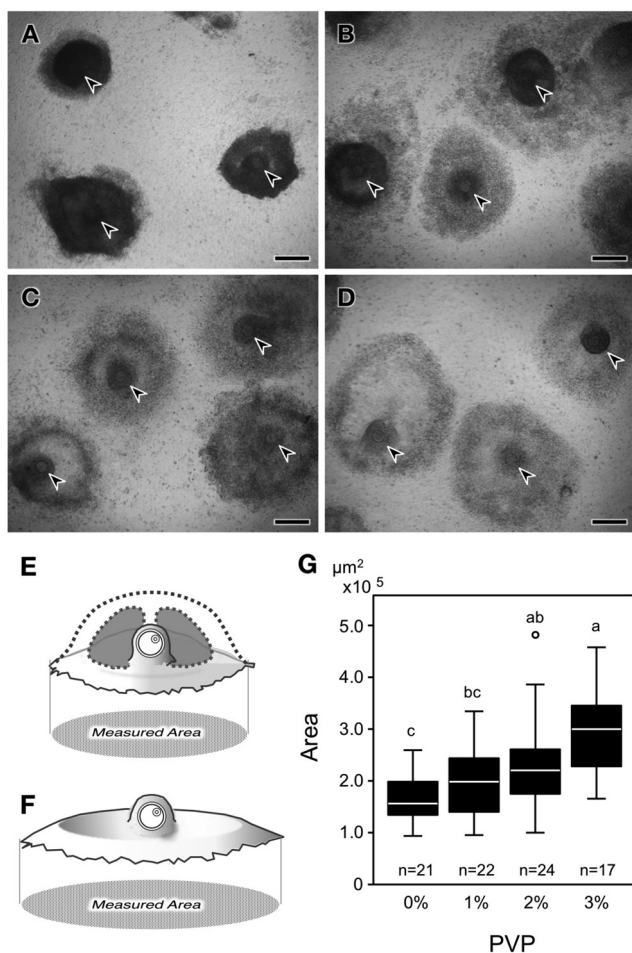 A
B
C
D
E
Measured Area
F
Measured Area
G
µm²
x10 5
Area
5.0
4.0
3.0
2.0
1.0
0
c
bc
ab
a
n=21 n=22 n=24 n=17
0% 1% 2% 3%
PVP